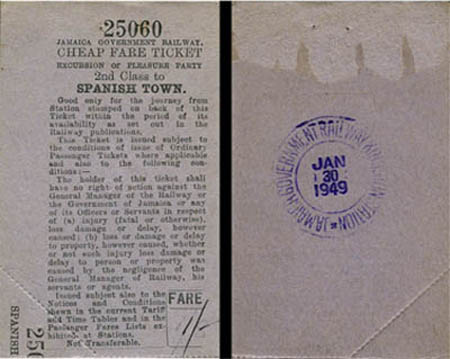 25060
JAMAICA GOVERNMENT RAILWAY.
CHEAP FARE TICKET
EXCURSION or PLEASURE PARTY
2nd Class to
SPANISH TOWN.
Good only for the journey from
Station stamped on back of this
Ticket within the period of its
availability as set out in the
Railway publications.
This Ticket is issued subject to
the conditions of issue of Ordinary
Passenger Tickets where applicable
and also to the following con-
ditions:—
The holder of this ticket shall
have no right of action against the
General Manager of the Railway or
the Government of Jamaica or any
of its Officers or Servants in respect
of (a) injury (fatal or otherwise),
loss damage or delay, however
caused; (b) loss or damage or delay
to property, however caused, whether
or not such injury loss damage or
delay to person or property was
caused by the negligence of the
General Manager of Railway, his
servants or agents.
Issued subject also to the
Notices and Conditions
shewn in the current Tariff
and Time Tables and in the
Passenger Fares Lists ex-
hibited at Stations.
Not Transferable.
FARE
11/-
SPANISH
250
JAMAICA GOVERNMENT RAILWAY
JAN
30
1949